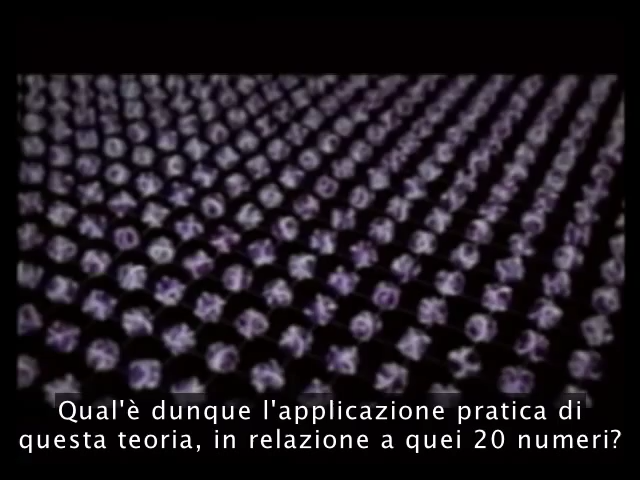 Qual'è dunque l'applicazione pratica di
questa teoria, in relazione a quei 20 numeri?